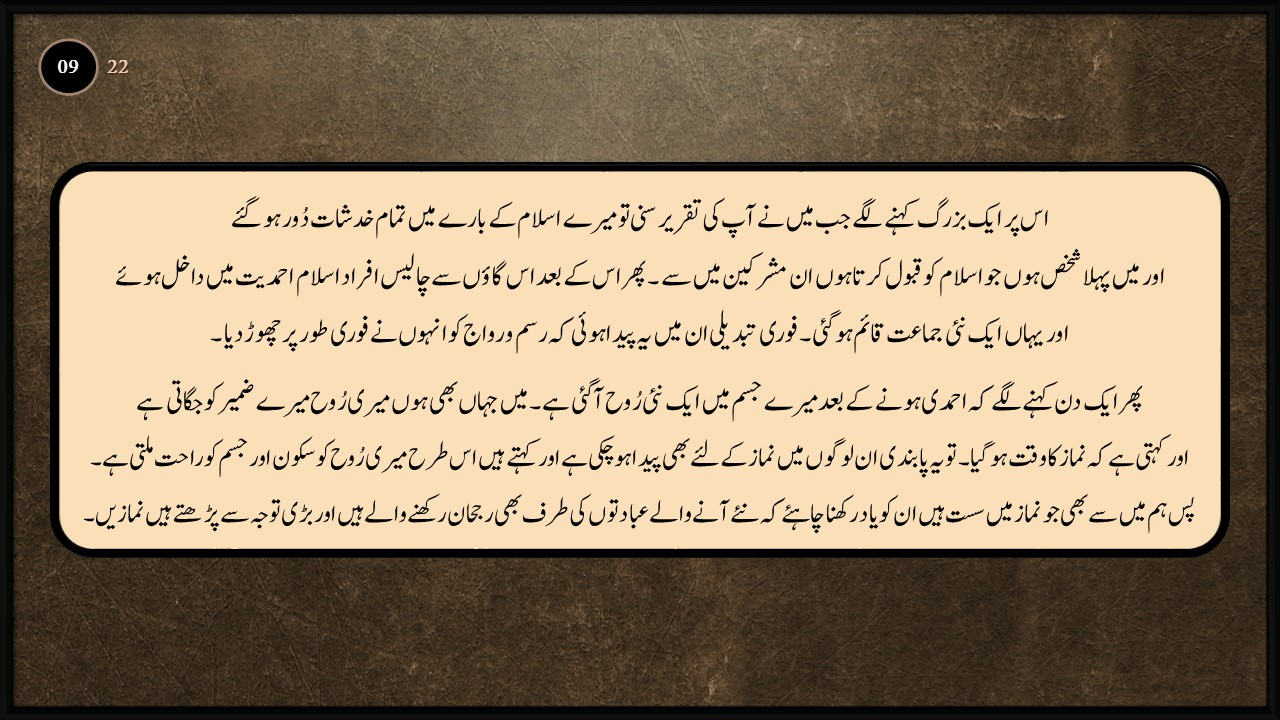 09 22
اس پر ایک بزرگ کہنے لگے جب میں نے آپ کی تقریر سنی تو میرے اسلام کے بارے میں تمام خدشات دُور ہو گئے
اور میں پہلا شخص ہوں جو اسلام کو قبول کرتا ہوں ان مشرکین میں سے ۔ پھر اس کے بعد اس گاؤں سے چالیس افراد اسلام احمدیت میں داخل ہوئے
اور یہاں ایک نئی جماعت قائم ہو گئی۔ فوری تبدیلی ان میں یہ پیدا ہوئی کہ رسم و رواج کو انہوں نے فوری طور پر چھوڑ دیا۔
پھر ایک دن کہنے لگے کہ احمدی ہونے کے بعد میرے جسم میں ایک نئی رُوح آ گئی ہے۔ میں جہاں بھی ہوں میری رُوح میرے ضمیر کو جگاتی ہے
اور کہتی ہے کہ نماز کا وقت ہو گیا۔ تو یہ پابندی ان لوگوں میں نماز کے لئے بھی پیدا ہو چکی ہے اور کہتے ہیں اس طرح میری رُوح کو سکون اور جسم کو راحت ملتی ہے۔
پس ہم میں سے بھی جو نماز میں سست ہیں ان کو یاد رکھنا چاہئے کہ نئے آنے والے عبادتوں کی طرف بھی رجحان رکھنے والے ہیں اور بڑی توجہ سے پڑھتے ہیں نمازیں۔